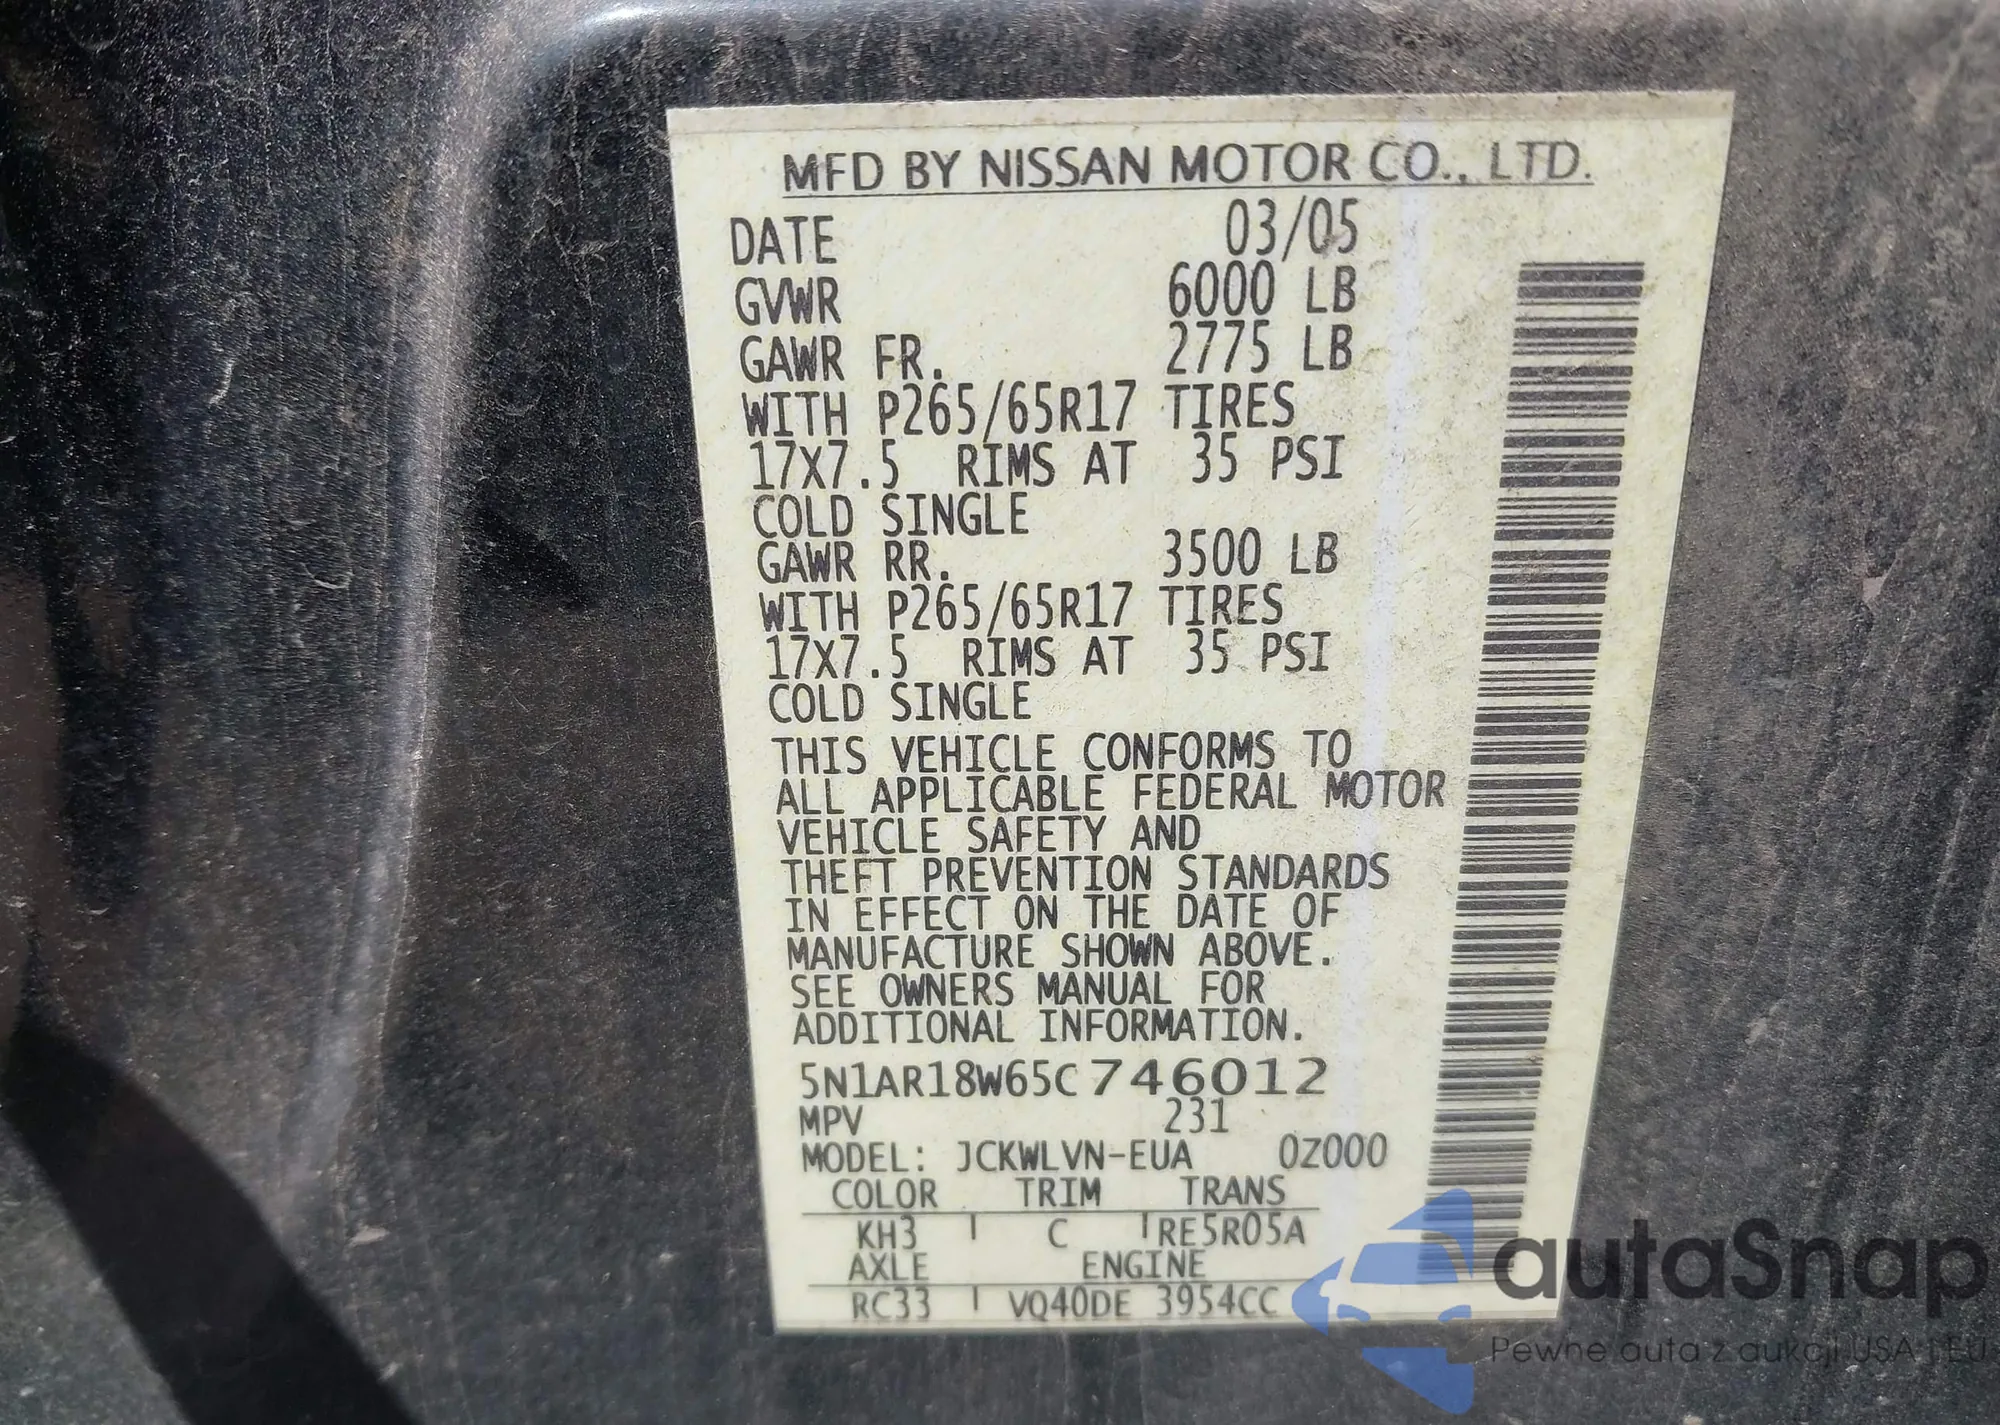 MFD BY NISSAN MOTOR CO., LTD.
DATE 03/05
GVWR 6000 LB
GAWR FR. 2775 LB
WITH P265/65R17 TIRES
17X7.5 RIMS AT 35 PSI
COLD SINGLE
GAWR RR. 3500 LB
WITH P265/65R17 TIRES
17X7.5 RIMS AT 35 PSI
COLD SINGLE
THIS VEHICLE CONFORMS TO
ALL APPLICABLE FEDERAL MOTOR
VEHICLE SAFETY AND
THEFT PREVENTION STANDARDS
IN EFFECT ON THE DATE OF
MANUFACTURE SHOWN ABOVE.
SEE OWNERS MANUAL FOR
ADDITIONAL INFORMATION.
5N1AR18W65C746012
MPV 231
MODEL: JCKWLVN-EUA 0Z000
COLOR TRIM TRANS
KH3 C RE5R05A
AXLE ENGINE
RC33 VQ40DE 3954CC
autaSnap
Pewne auta z aukcji USA i EU